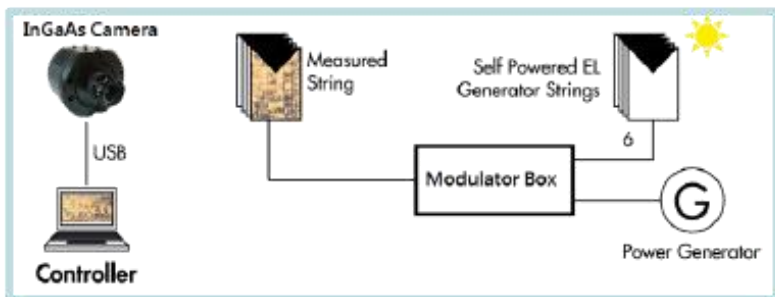 InGaAs Camera
USB
Controller
Measured
String
Self Powered EL
Generator Strings
6
Modulator Box
G
Power Generator